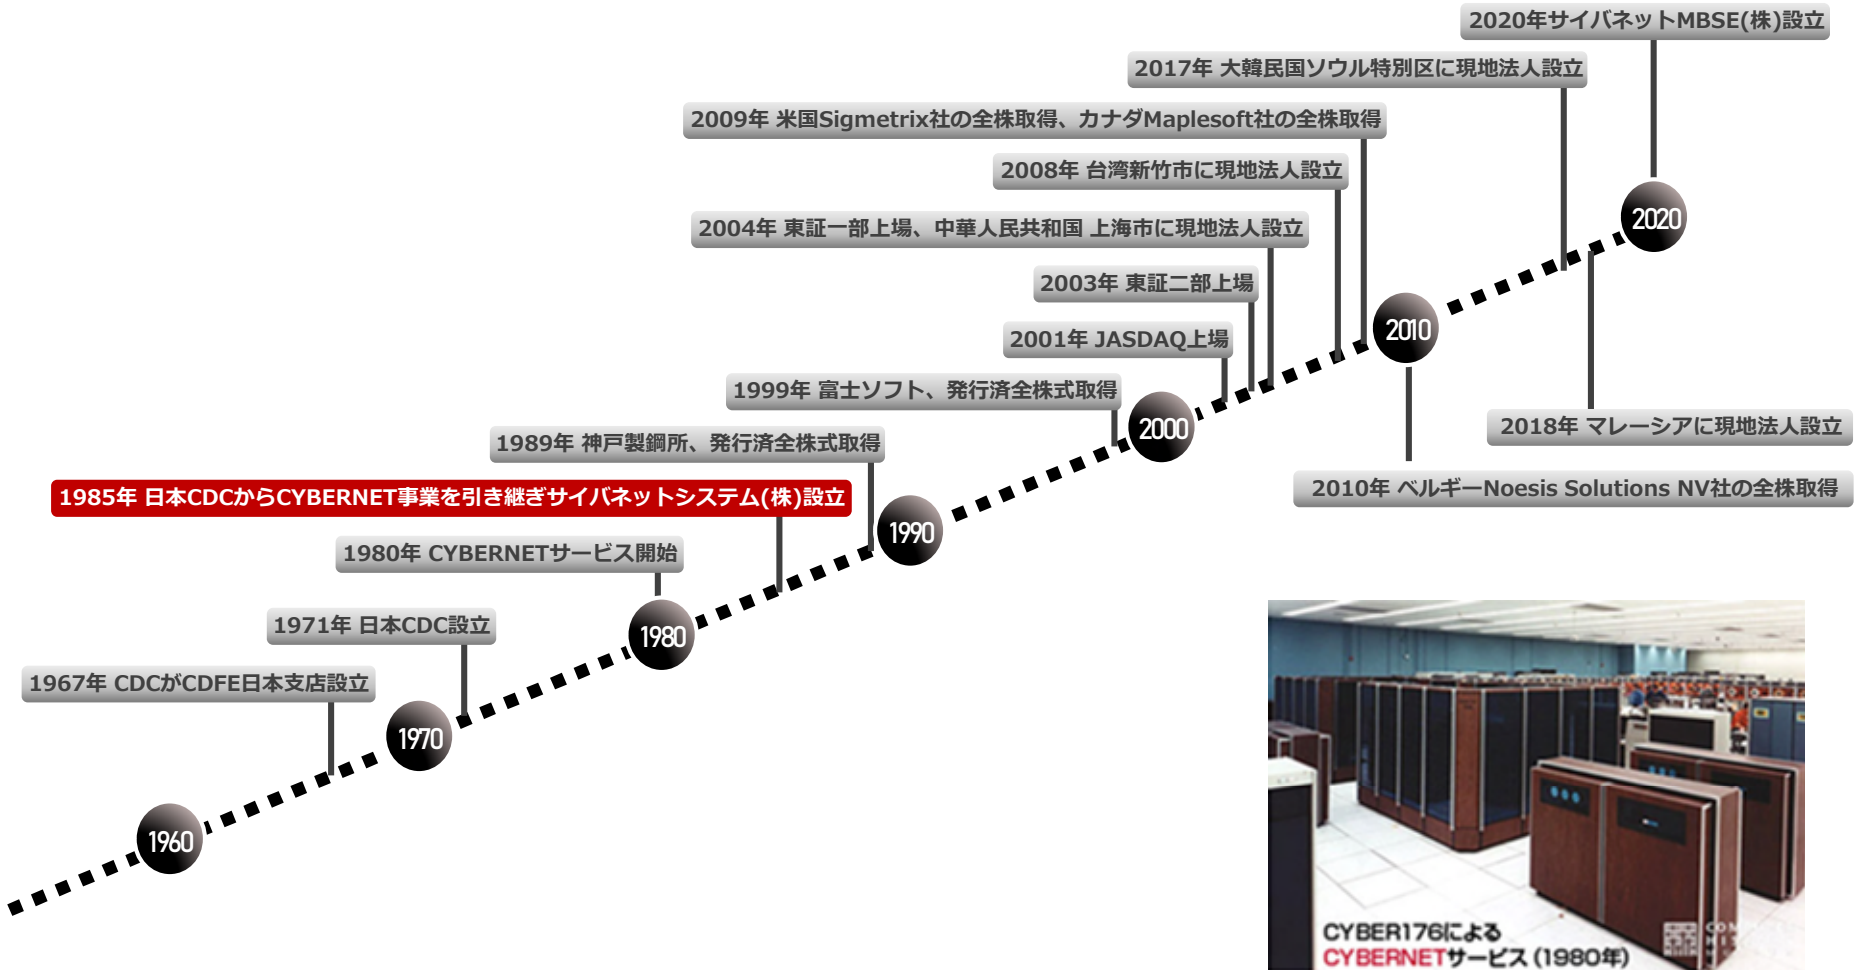 2020年サイバネットMBSE(株)設立
2017年 大韓民国ソウル特別区に現地法人設立
2009年 米国Sigmetrix社の全株取得、カナダMaplesoft社の全株取得
2008年 台湾新竹市に現地法人設立
2004年 東証一部上場、中華人民共和国 上海市に現地法人設立
2003年 東証二部上場
2001年 JASDAQ上場
1999年 富士ソフト、発行済全株式取得
1989年 神戸製鋼所、発行済全株式取得
1985年 日本CDCからCYBERNET事業を引き継ぎサイバネットシステム(株)設立
1980年 CYBERNETサービス開始
1971年 日本CDC設立
1967年 CDCがCDFE日本支店設立
1960
1970
1980
1990
2000
2010
2020
2018年 マレーシアに現地法人設立
2010年 ベルギーNoesis Solutions NV社の全株取得
CYBER176による
CYBERNETサービス (1980年)